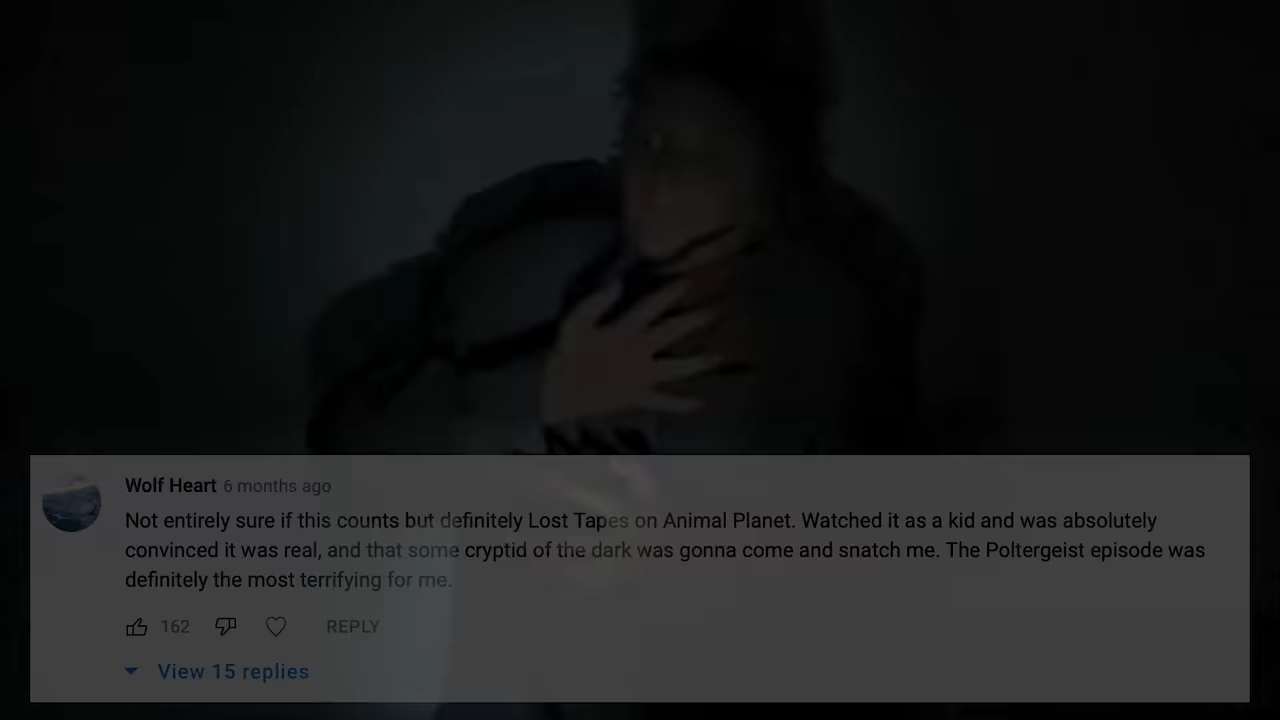 Wolf Heart 6 months ago
Not entirely sure if this counts but definitely Lost Tapes on Animal Planet. Watched it as a kid and was absolutely
convinced it was real, and that some cryptid of the dark was gonna come and snatch me. The Poltergeist episode was
definitely the most terrifying for me.
162 REPLY
View 15 replies